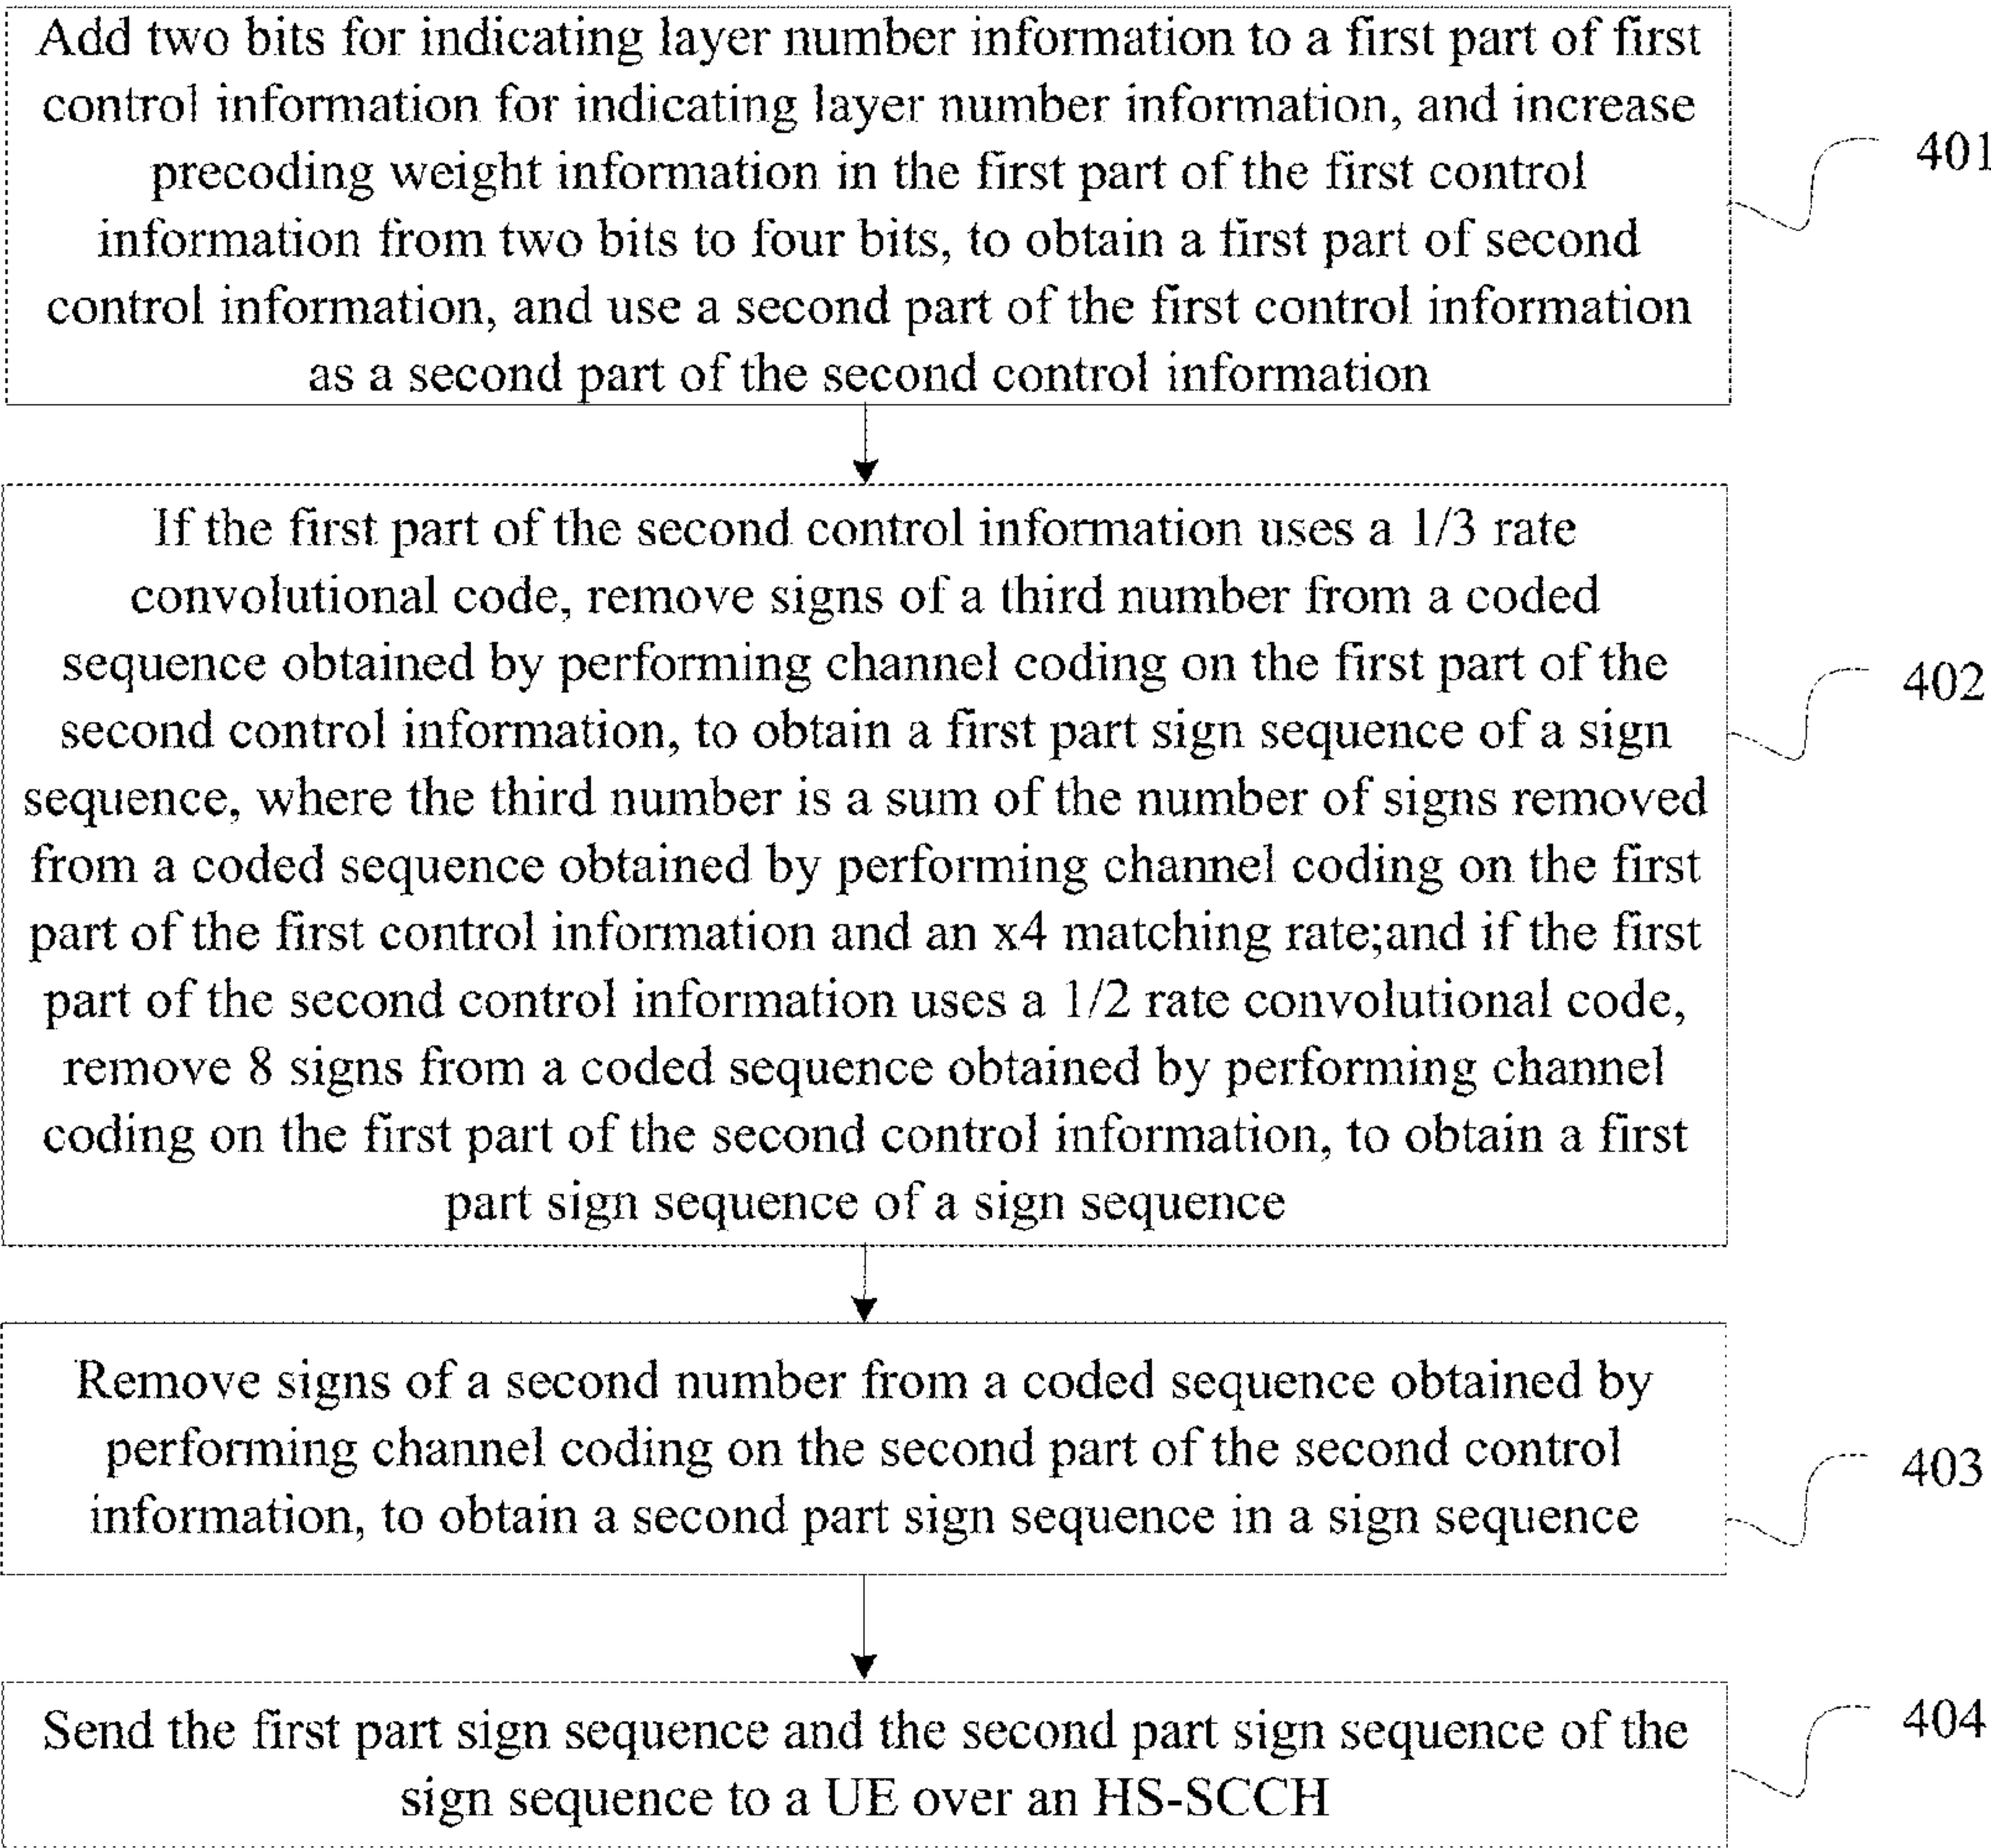 Add two bits for indicating layer number information to a first part of first
control information for indicating layer number information, and increase
precoding weight information in the first part of the first control
information from two bits to four bits, to obtain a first part of second
control information, and use a second part of the first control information
as a second part of the second control information
401
If the first part of the second control information uses a 1/3 rate
convolutional code, remove signs of a third number from a coded
sequence obtained by performing channel coding on the first part of the
second control information, to obtain a first part sign sequence of a sign
sequence, where the third number is a sum of the number of signs removed
from a coded sequence obtained by performing channel coding on the first
part of the first control information and an x4 matching rate;and if the first
part of the second control information uses a 1/2 rate convolutional code,
remove 8 signs from a coded sequence obtained by performing channel
coding on the first part of the second control information, to obtain a first
part sign sequence of a sign sequence
402
Remove signs of a second number from a coded sequence obtained by
performing channel coding on the second part of the second control
information, to obtain a second part sign sequence in a sign sequence
403
Send the first part sign sequence and the second part sign sequence of the
sign sequence to a UE over an HS-SCCH
404